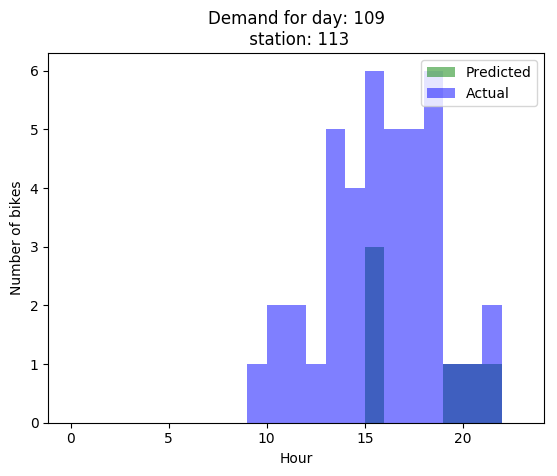 Demand for day: 109
station: 113
Predicted
Actual
6
5
4
3
2
1
0
Number of bikes
0 5 10 15 20
Hour